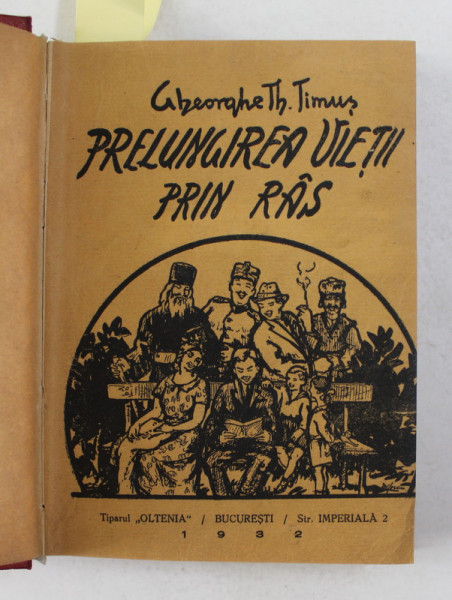 Gheorghe Th. Timuș
PRELUNGIREA VIEȚII
PRIN RÂS
Tiparul „OLTENIA" / BUCUREȘTI / Str. IMPERIALĂ 2
1 9 3 2